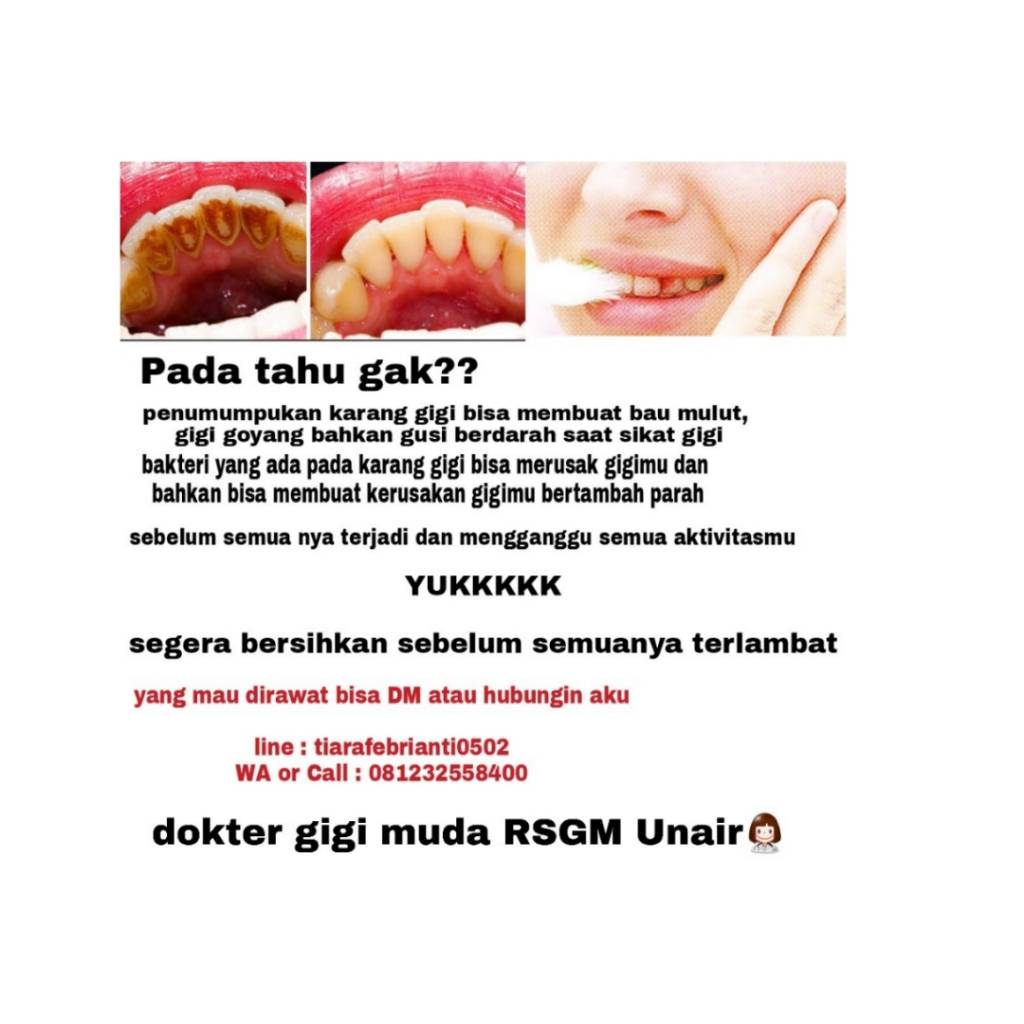 Pada tahu gak??
penumumpukan karang gigi bisa membuat bau mulut,
gigi goyang bahkan gusi berdarah saat sikat gigi
bakteri yang ada pada karang gigi bisa merusak gigimu dan
bahkan bisa membuat kerusakan gigimu bertambah parah
sebelum semua nya terjadi dan mengganggu semua aktivitasmu
YUKKKKK
segera bersihkan sebelum semuanya terlambat
yang mau dirawat bisa DM atau hubungin aku
line : tiarafebrianti0502
WA or Call : 081232558400
dokter gigi muda RSGM Unair